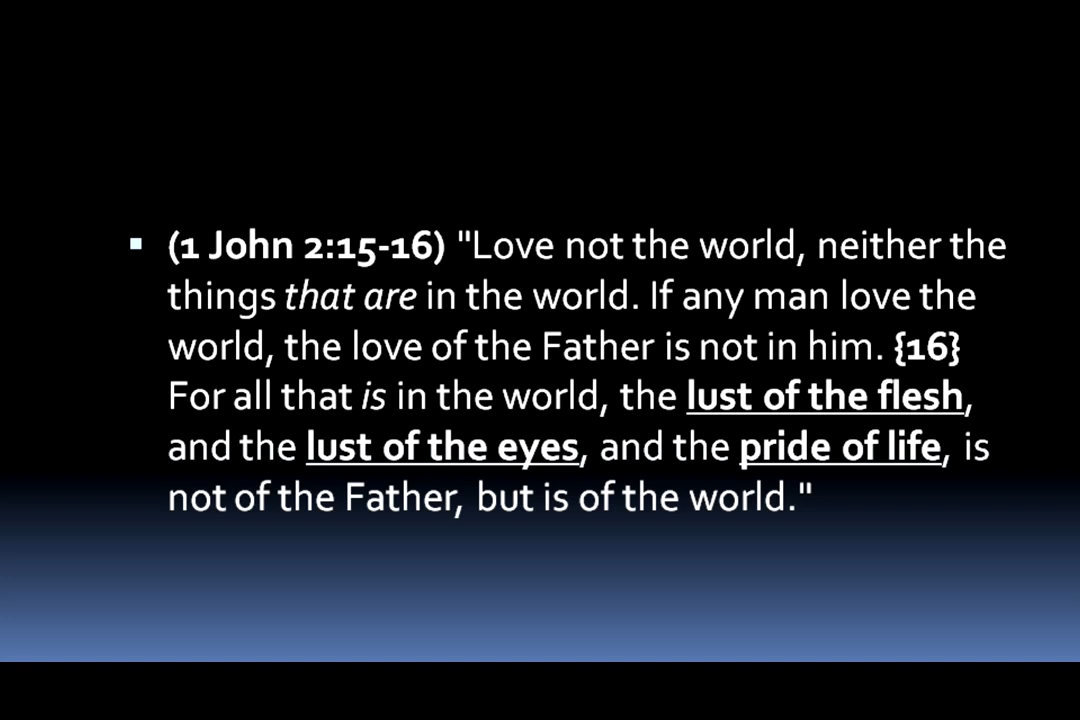 ▪ (1 John 2:15-16) "Love not the world, neither the
things that are in the world. If any man love the
world, the love of the Father is not in him. {16}
For all that is in the world, the lust of the flesh,
and the lust of the eyes, and the pride of life, is
not of the Father, but is of the world."